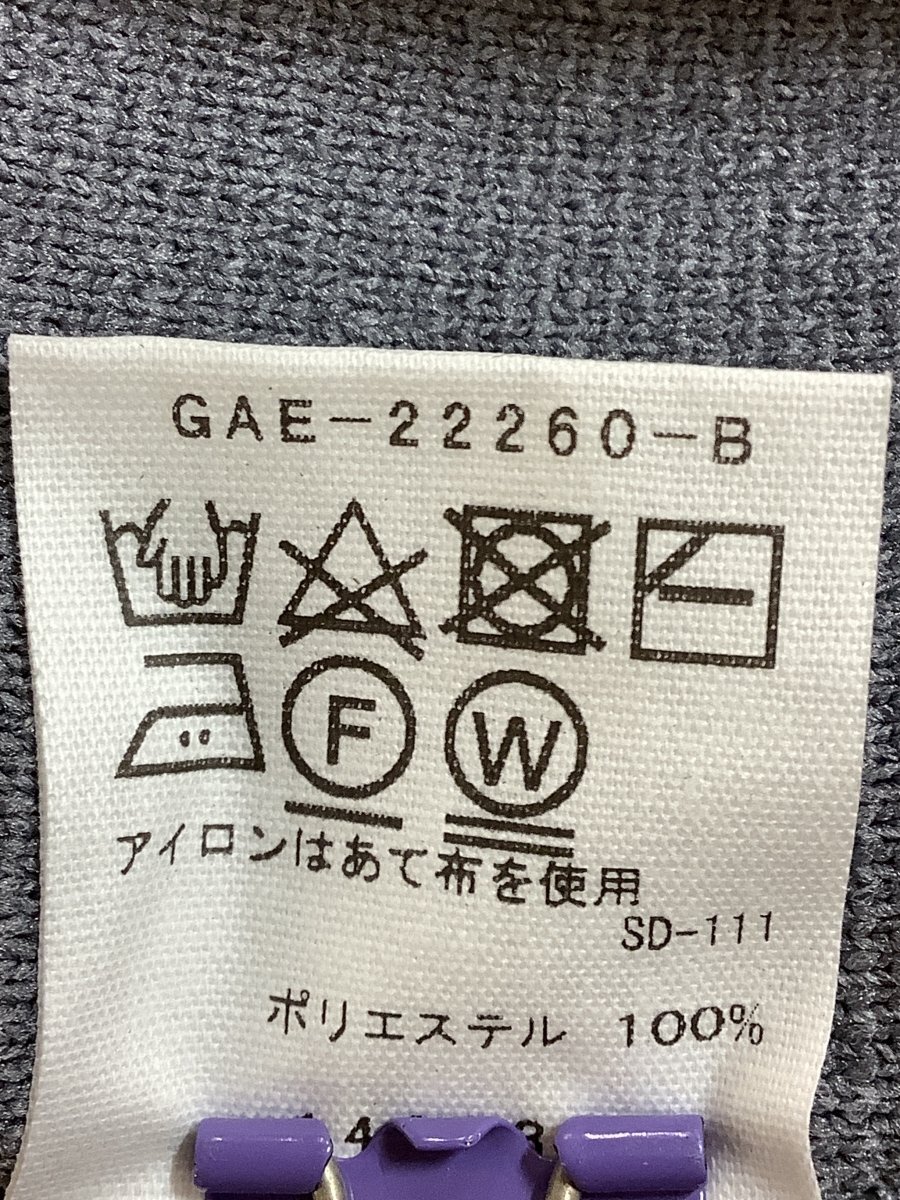 GAE-22260-B
F W
アイロンはあて布を使用
SD-111
ポリエステル 100%